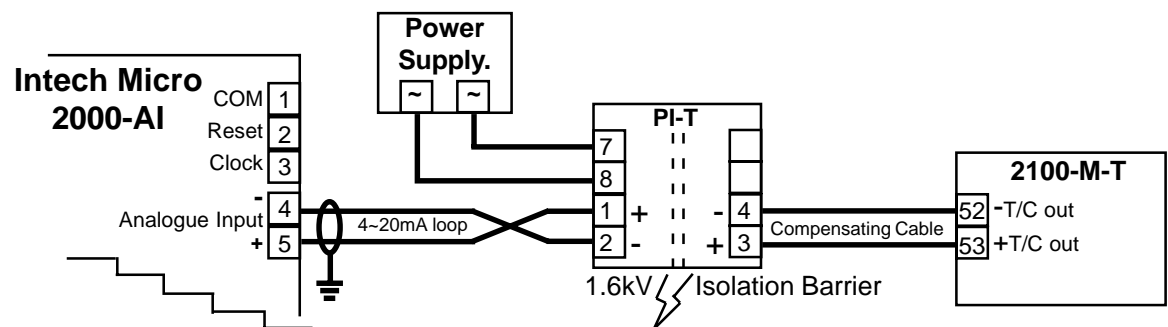 Intech Micro
2000-AI
COM 1
Reset 2
Clock 3
-
Analogue Input 4
+ 5
4~20mA loop
Power
Supply.
~ ~
PI-T
7
8
1 +
2 -
- 4
+ 3
1.6kV Isolation Barrier
Compensating Cable
2100-M-T
52 -T/C out
53 +T/C out